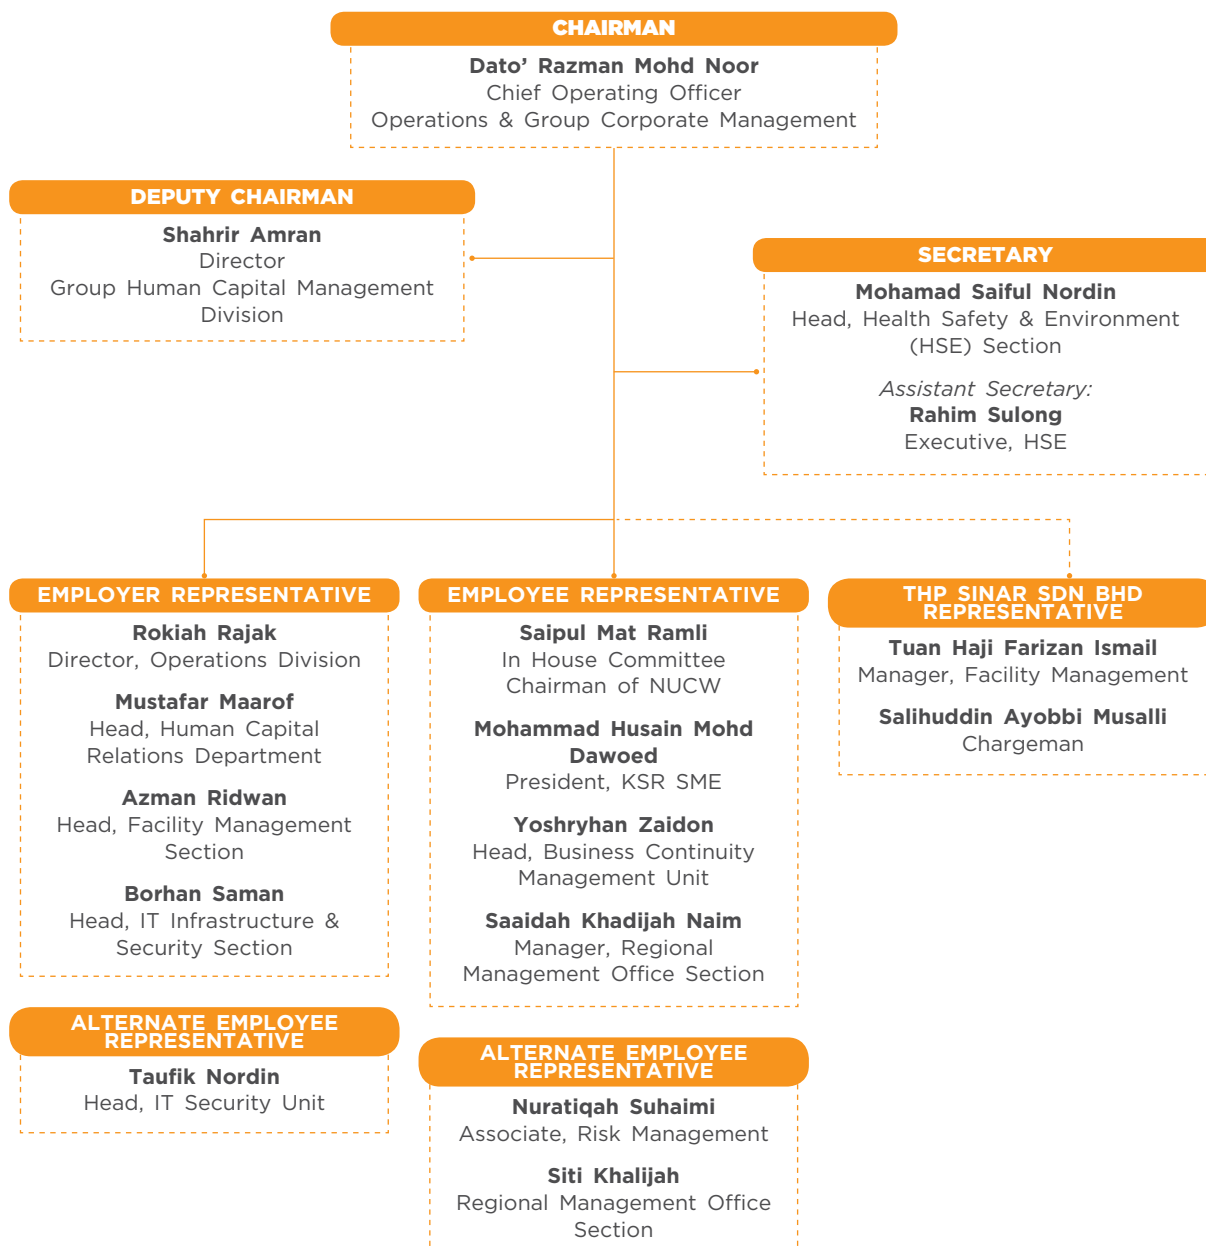 CHAIRMAN
Dato’ Razman Mohd Noor
Chief Operating Officer
Operations & Group Corporate Management
DEPUTY CHAIRMAN
Shahrir Amran
Director
Group Human Capital Management
Division
SECRETARY
Mohamad Saiful Nordin
Head, Health Safety & Environment
(HSE) Section
Assistant Secretary:
Rahim Sulong
Executive, HSE
EMPLOYER REPRESENTATIVE
Rokiah Rajak
Director, Operations Division
Mustafar Maarof
Head, Human Capital
Relations Department
Azman Ridwan
Head, Facility Management
Section
Borhan Saman
Head, IT Infrastructure &
Security Section
ALTERNATE EMPLOYEE
REPRESENTATIVE
Taufik Nordin
Head, IT Security Unit
EMPLOYEE REPRESENTATIVE
Saipul Mat Ramli
In House Committee
Chairman of NUCW
Mohammad Husain Mohd
Dawoed
President, KSR SME
Yoshryhan Zaidon
Head, Business Continuity
Management Unit
Saaidah Khadijah Naim
Manager, Regional
Management Office Section
ALTERNATE EMPLOYEE
REPRESENTATIVE
Nuratiqah Suhaimi
Associate, Risk Management
Siti Khalijah
Regional Management Office
Section
THP SINAR SDN BHD
REPRESENTATIVE
Tuan Haji Farizan Ismail
Manager, Facility Management
Salihuddin Ayobbi Musalli
Chargeman